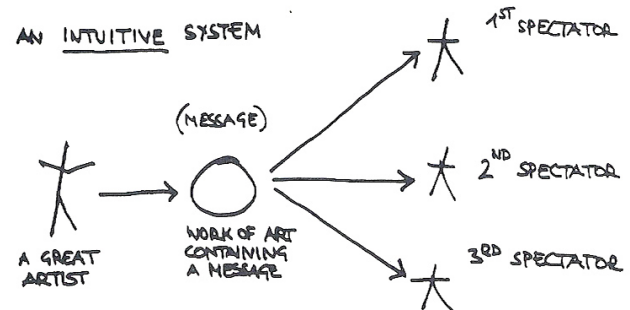 AN INTUITIVE SYSTEM
1ST SPECTATOR
(MESSAGE)
2ND SPECTATOR
A GREAT
ARTIST
WORK OF ART
CONTAINING
A MESSAGE
3RD SPECTATOR